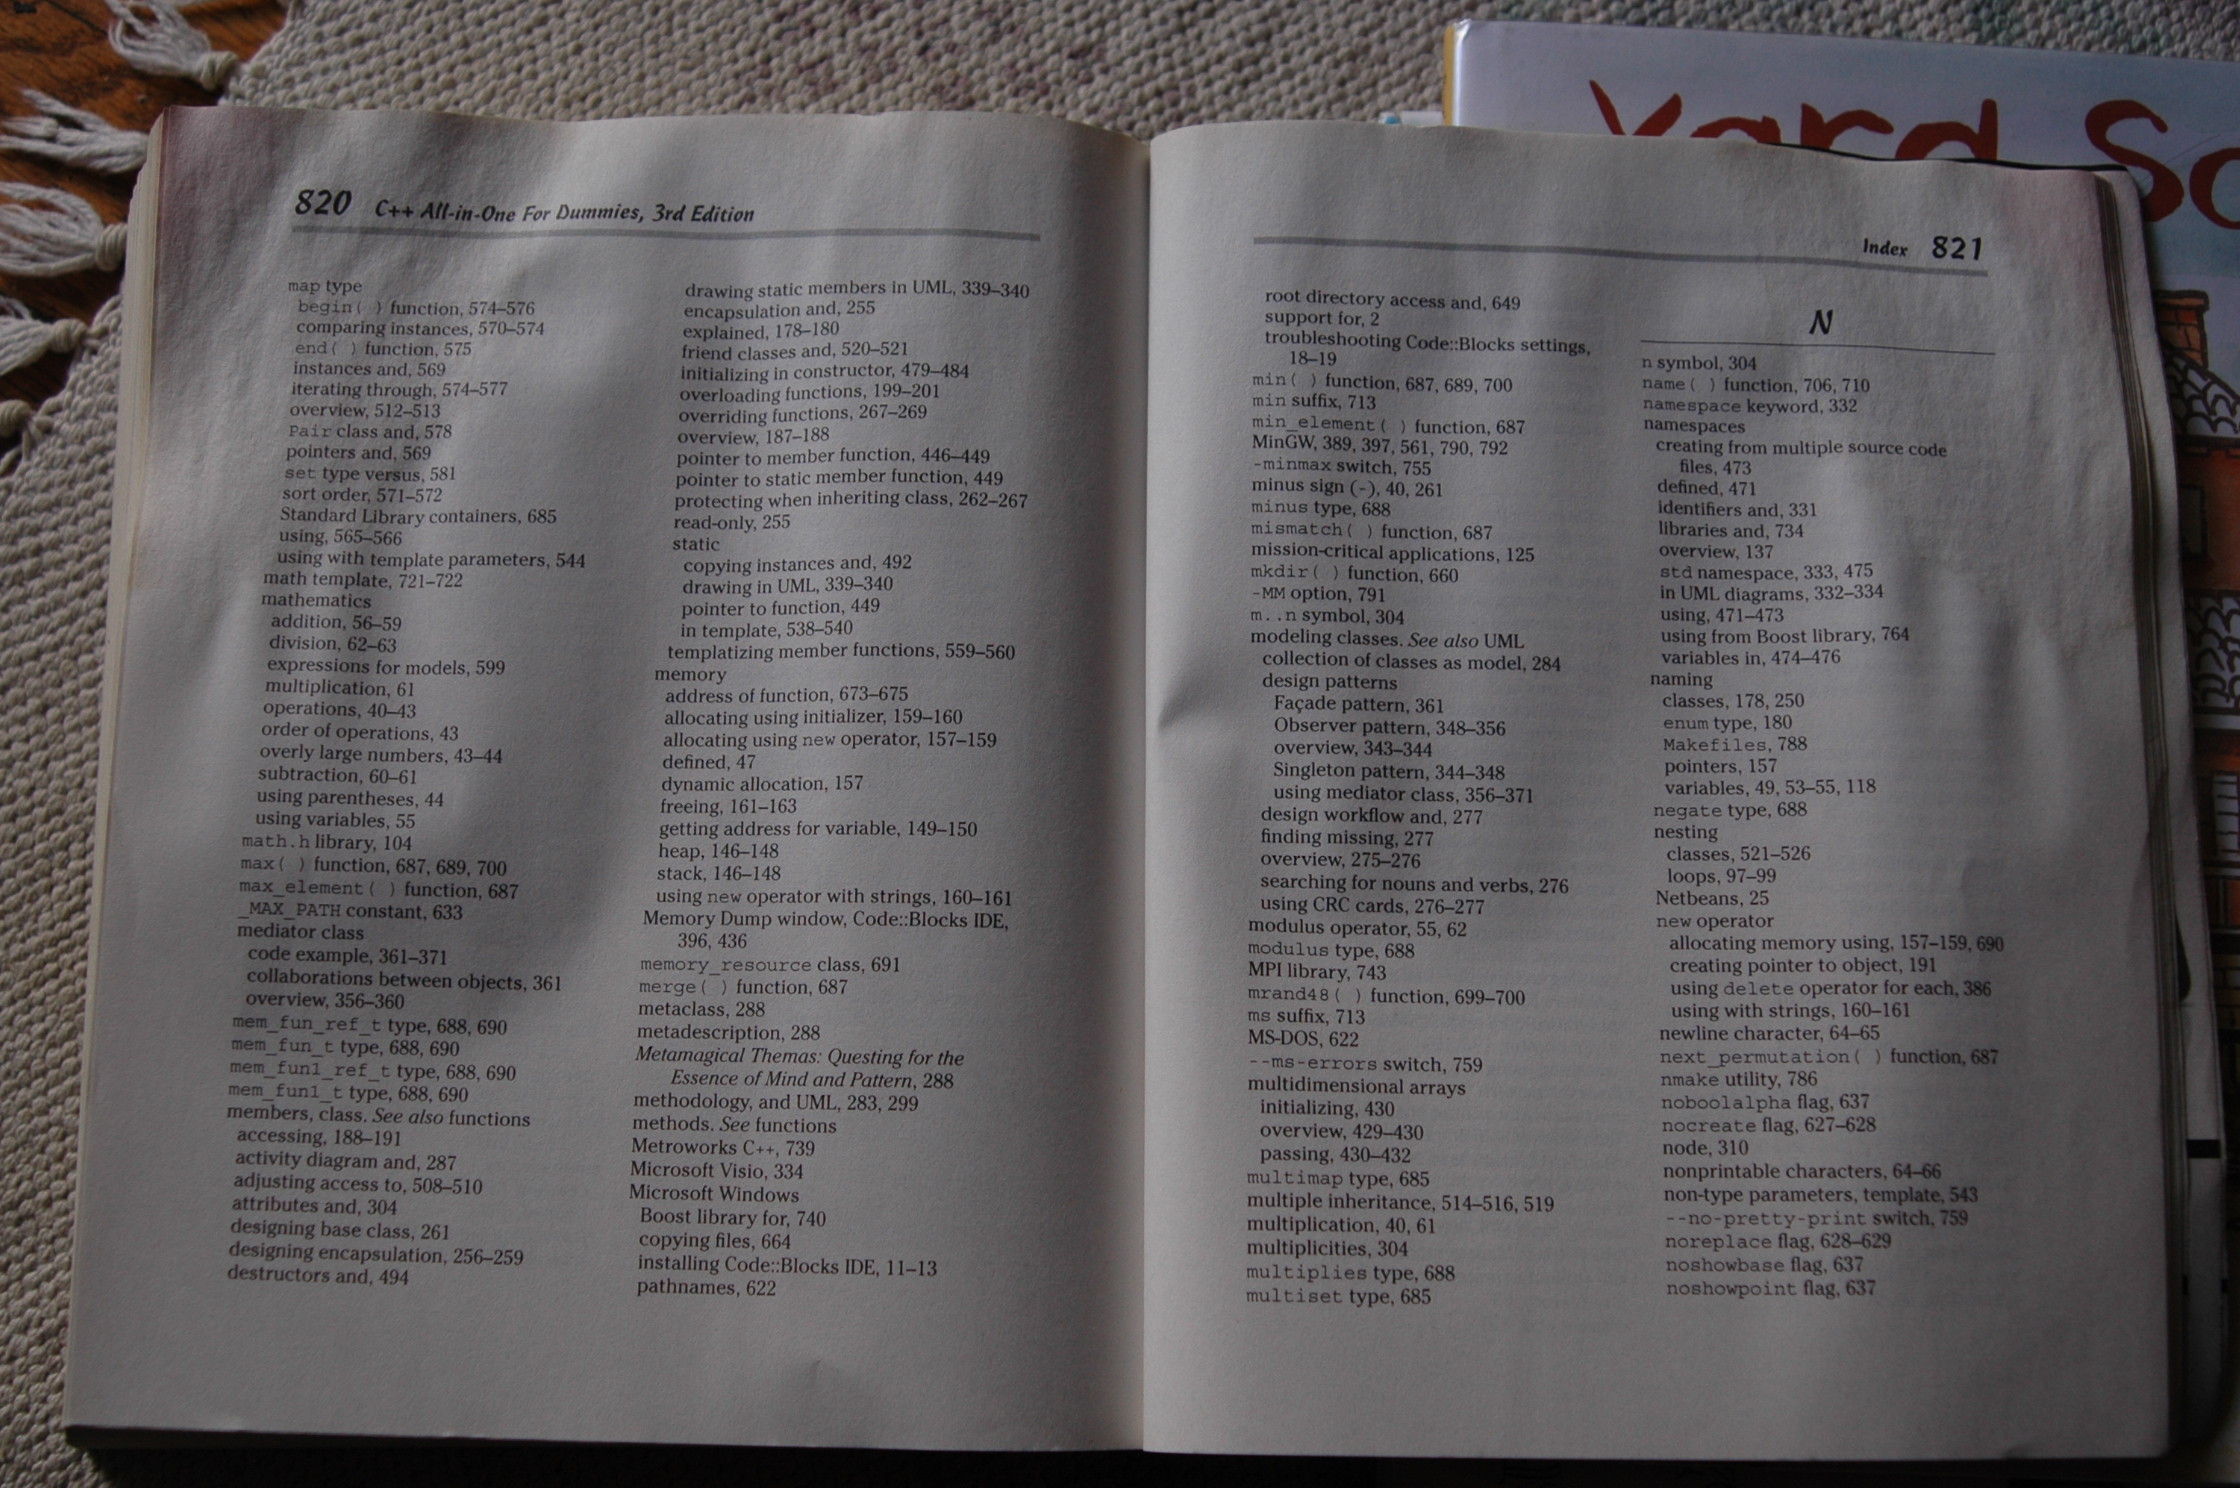 820 C++ All-in-One For Dummies, 3rd Edition
map type
begin( ) function, 574–576
comparing instances, 570–574
end( ) function, 575
instances and, 569
iterating through, 574–577
overview, 512–513
Pair class and, 578
pointers and, 569
set type versus, 581
sort order, 571–572
Standard Library containers, 685
using, 565–566
using with template parameters, 544
math template, 721–722
mathematics
addition, 56–59
division, 62–63
expressions for models, 599
multiplication, 61
operations, 40–43
order of operations, 43
overly large numbers, 43–44
subtraction, 60–61
using parentheses, 44
using variables, 55
math.h library, 104
max( ) function, 687, 689, 700
max_element( ) function, 687
_MAX_PATH constant, 633
mediator class
code example, 361–371
collaborations between objects, 361
overview, 356–360
mem_fun_ref_t type, 688, 690
mem_fun_t type, 688, 690
mem_fun1_ref_t type, 688, 690
mem_fun1_t type, 688, 690
members, class. See also functions
accessing, 188–191
activity diagram and, 287
adjusting access to, 508–510
attributes and, 304
designing base class, 261
designing encapsulation, 256–259
destructors and, 494
drawing static members in UML, 339–340
encapsulation and, 255
explained, 178–180
friend classes and, 520–521
initializing in constructor, 479–484
overloading functions, 199–201
overriding functions, 267–269
overview, 187–188
pointer to member function, 446–449
pointer to static member function, 449
protecting when inheriting class, 262–267
read-only, 255
static
copying instances and, 492
drawing in UML, 339–340
pointer to function, 449
in template, 538–540
templatizing member functions, 559–560
memory
address of function, 673–675
allocating using initializer, 159–160
allocating using new operator, 157–159
defined, 47
dynamic allocation, 157
freeing, 161–163
getting address for variable, 149–150
heap, 146–148
stack, 146–148
using new operator with strings, 160–161
Memory Dump window, Code::Blocks IDE,
396, 436
memory_resource class, 691
merge( ) function, 687
metaclass, 288
metadescription, 288
Metamagical Themas: Questing for the
Essence of Mind and Pattern, 288
methodology, and UML, 283, 299
methods. See functions
Metroworks C++, 739
Microsoft Visio, 334
Microsoft Windows
Boost library for, 740
copying files, 664
installing Code::Blocks IDE, 11–13
pathnames, 622
Index 821
root directory access and, 649
support for, 2
troubleshooting Code::Blocks settings,
18–19
min( ) function, 687, 689, 700
min suffix, 713
min_element( ) function, 687
MinGW, 389, 397, 561, 790, 792
-minmax switch, 755
minus sign (-), 40, 261
minus type, 688
mismatch( ) function, 687
mission-critical applications, 125
mkdir( ) function, 660
-MM option, 791
m..n symbol, 304
modeling classes. See also UML
collection of classes as model, 284
design patterns
Façade pattern, 361
Observer pattern, 348–356
overview, 343–344
Singleton pattern, 344–348
using mediator class, 356–371
design workflow and, 277
finding missing, 277
overview, 275–276
searching for nouns and verbs, 276
using CRC cards, 276–277
modulus operator, 55, 62
modulus type, 688
MPI library, 743
mrand48( ) function, 699–700
ms suffix, 713
MS-DOS, 622
--ms-errors switch, 759
multidimensional arrays
initializing, 430
overview, 429–430
passing, 430–432
multimap type, 685
multiple inheritance, 514–516, 519
multiplication, 40, 61
multiplicities, 304
multiplies type, 688
multiset type, 685
N
n symbol, 304
name( ) function, 706, 710
namespace keyword, 332
namespaces
creating from multiple source code
files, 473
defined, 471
identifiers and, 331
libraries and, 734
overview, 137
std namespace, 333, 475
in UML diagrams, 332–334
using, 471–473
using from Boost library, 764
variables in, 474–476
naming
classes, 178, 250
enum type, 180
Makefiles, 788
pointers, 157
variables, 49, 53–55, 118
negate type, 688
nesting
classes, 521–526
loops, 97–99
Netbeans, 25
new operator
allocating memory using, 157–159, 690
creating pointer to object, 191
using delete operator for each, 386
using with strings, 160–161
newline character, 64–65
next_permutation( ) function, 687
nmake utility, 786
noboolalpha flag, 637
nocreate flag, 627–628
node, 310
nonprintable characters, 64–66
non-type parameters, template, 543
--no-pretty-print switch, 759
noreplace flag, 628–629
noshowbase flag, 637
noshowpoint flag, 637
Yard